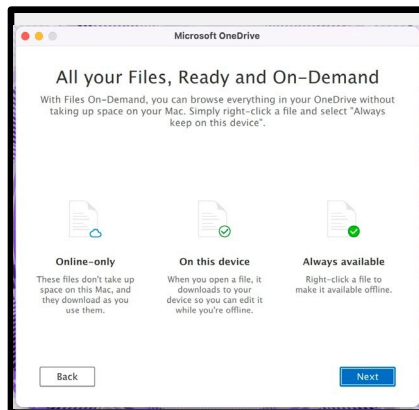 Microsoft OneDrive
All your Files, Ready and On-Demand
With Files On-Demand, you can browse everything in your OneDrive without
taking up space on your Mac. Simply right-click a file and select "Always
keep on this device".
Online-only
These files don't take up
space on this Mac, and
they download as you
use them.
On this device
When you open a file, it
downloads to your
device so you can edit it
while you're offline.
Always available
Right-click a file to
make it available offline.
Back
Next